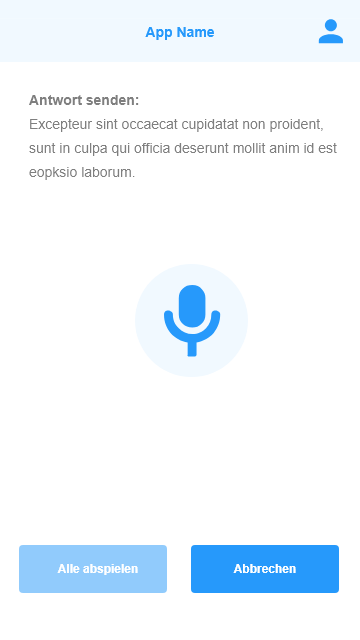 App Name
Antwort senden:
Excepteur sint occaecat cupidatat non proident,
sunt in culpa qui officia deserunt mollit anim id est
eopksio laborum.
Alle abspielen
Abbrechen